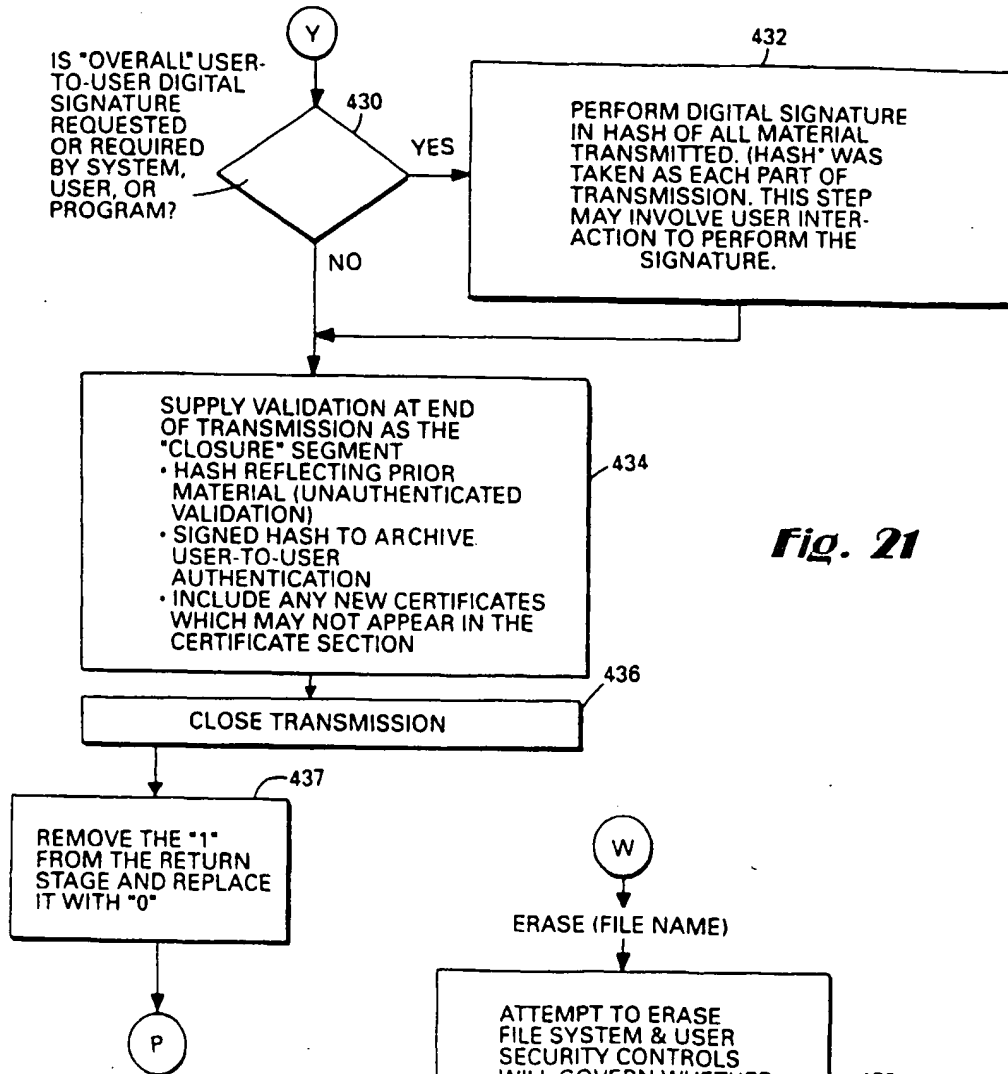 Y
IS "OVERALL" USER-
TO-USER DIGITAL
SIGNATURE
REQUESTED
OR REQUIRED
BY SYSTEM,
USER, OR
PROGRAM?
430
YES
NO
432
PERFORM DIGITAL SIGNATURE
IN HASH OF ALL MATERIAL
TRANSMITTED. (HASH" WAS
TAKEN AS EACH PART OF
TRANSMISSION. THIS STEP
MAY INVOLVE USER INTER-
ACTION TO PERFORM THE
SIGNATURE.
SUPPLY VALIDATION AT END
OF TRANSMISSION AS THE
"CLOSURE" SEGMENT
• HASH REFLECTING PRIOR
MATERIAL (UNAUTHENTICATED
VALIDATION)
• SIGNED HASH TO ARCHIVE
USER-TO-USER
AUTHENTICATION
• INCLUDE ANY NEW CERTIFICATES
WHICH MAY NOT APPEAR IN THE
CERTIFICATE SECTION
434
Fig. 21
436
CLOSE TRANSMISSION
437
REMOVE THE "1"
FROM THE RETURN
STAGE AND REPLACE
IT WITH "0"
P
W
ERASE (FILE NAME)
ATTEMPT TO ERASE
FILE SYSTEM & USER
SECURITY CONTROLS
WILL GOVERN WHETHER